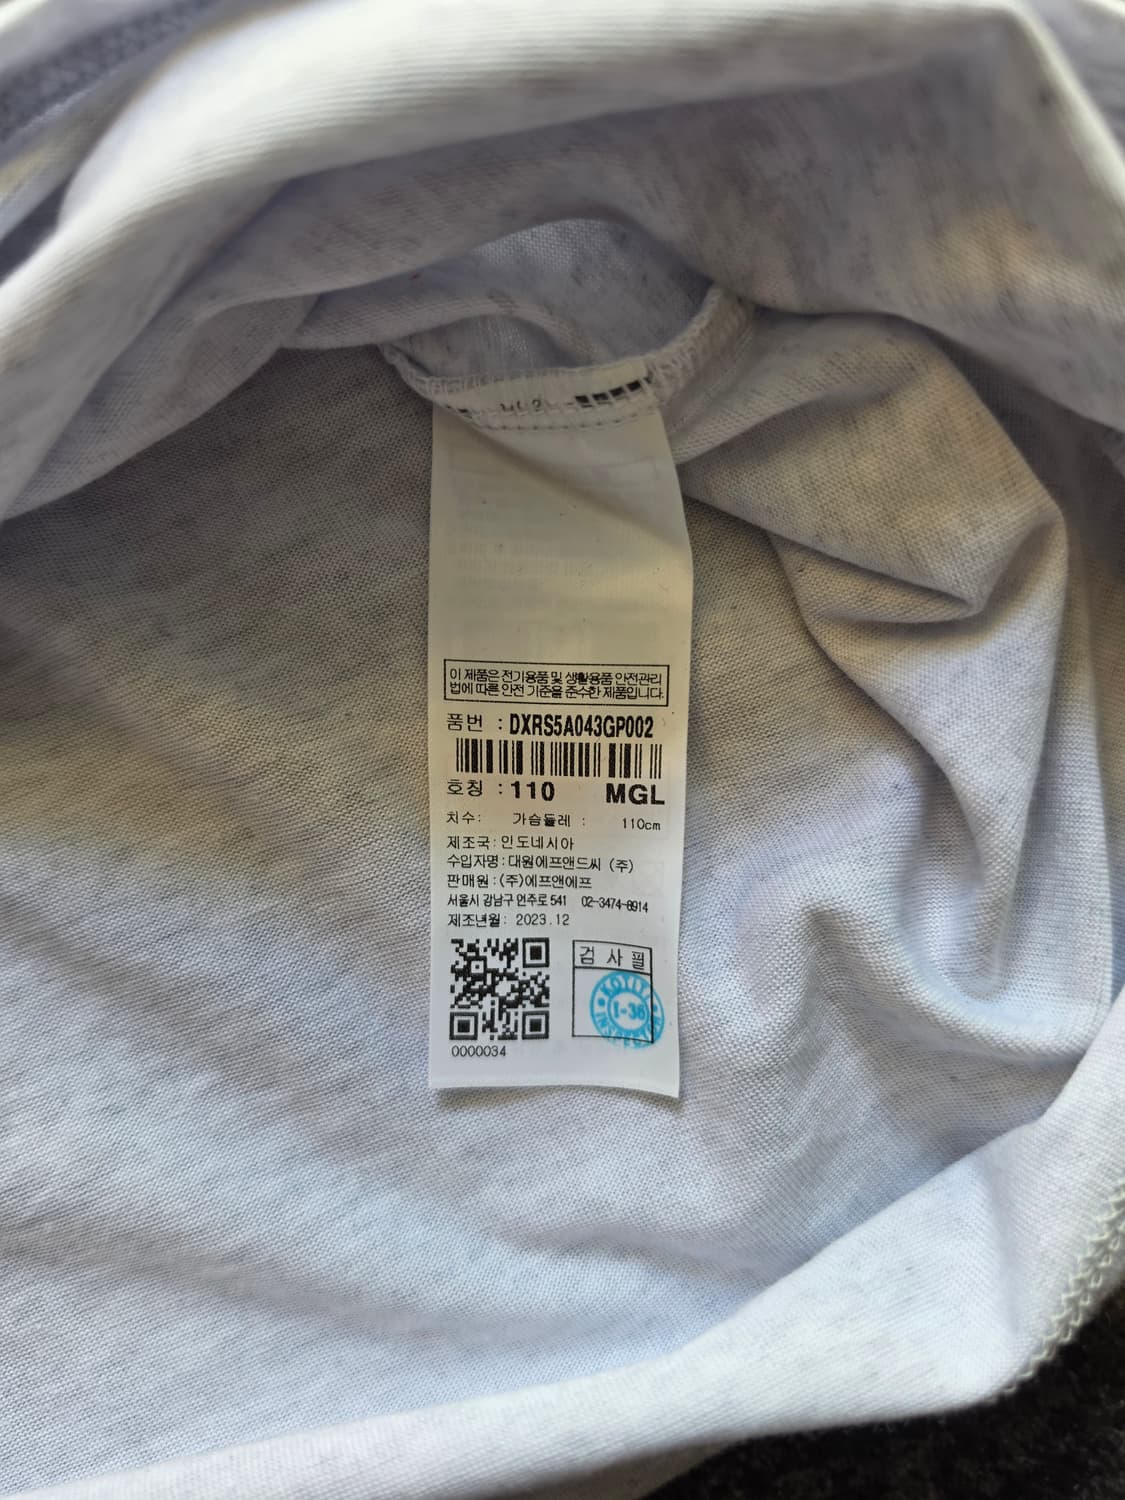 이 제품은 전기용품 및 생활용품 안전관리
법에 따른 안전 기준을 준수한 제품입니다.
품번 : DXRS5A043GP002
호칭 : 110 MGL
치수: 가슴둘레 : 110cm
제조국: 인도네시아
수입자명: 대원에프앤드씨 (주)
판매원: (주)에프앤에프
서울시 강남구 언주로 541 02-3474-8914
제조년월: 2023.12
검 사 필
KOTITI
I-36
0000034